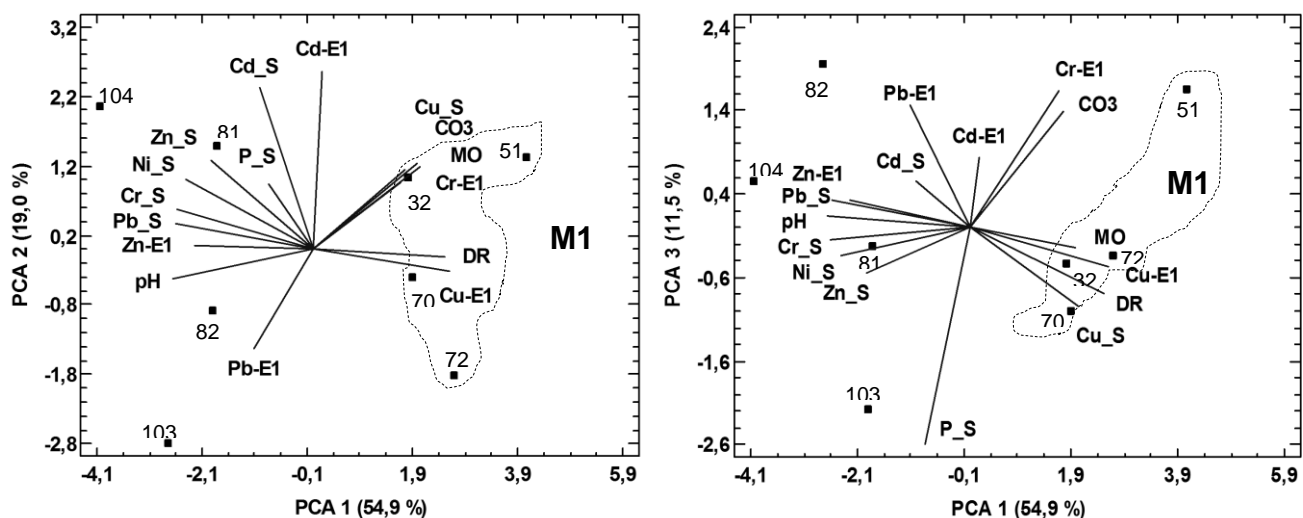 3,2
2,2
1,2
0,2
-0,8
-1,8
-2,8
PCA 2 (19,0 %)
Cd-E1
Cd_S
104
Cu_S
CO3
Zn_S
81
P_S
MO
51
Ni_S
Cr-E1
Cr_S
32
Pb_S
M1
Zn-E1
DR
pH
Cu-E1
70
82
Pb-E1
72
103
-4,1
-2,1
-0,1
1,9
3,9
PCA 1 (54,9 %)
2,4
1,4
0,4
-0,6
-1,6
-2,6
PCA 3 (11,5 %)
Cr-E1
82
Pb-E1
CO3
51
Cd-E1
Cd_S
104
Zn-E1
M1
Pb_S
pH
MO
Cr_S
72
81
Ni_S
32
Cu-E1
Zn_S
DR
70
Cu_S
103
P_S
-4,1
-2,1
-0,1
1,9
3,9
5,9
PCA 1 (54,9 %)
5,9